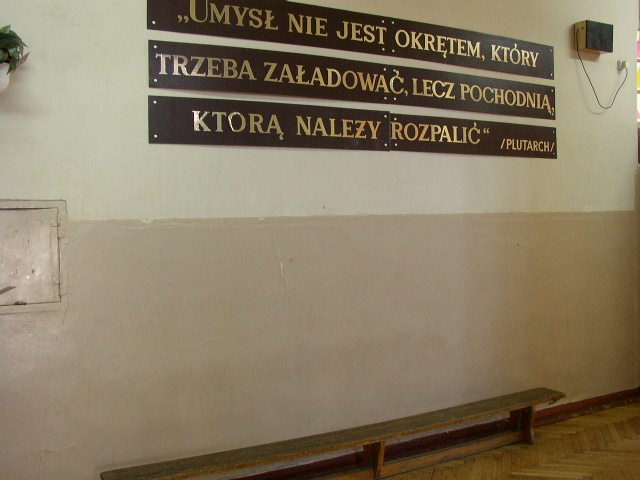 „UMYSŁ NIE JEST OKRĘTEM, KTÓRY
TRZEBA ZAŁADOWAĆ, LECZ POCHODNIĄ,
KTÓRĄ NALEŻY ROZPALIĆ“ /PLUTARCH/